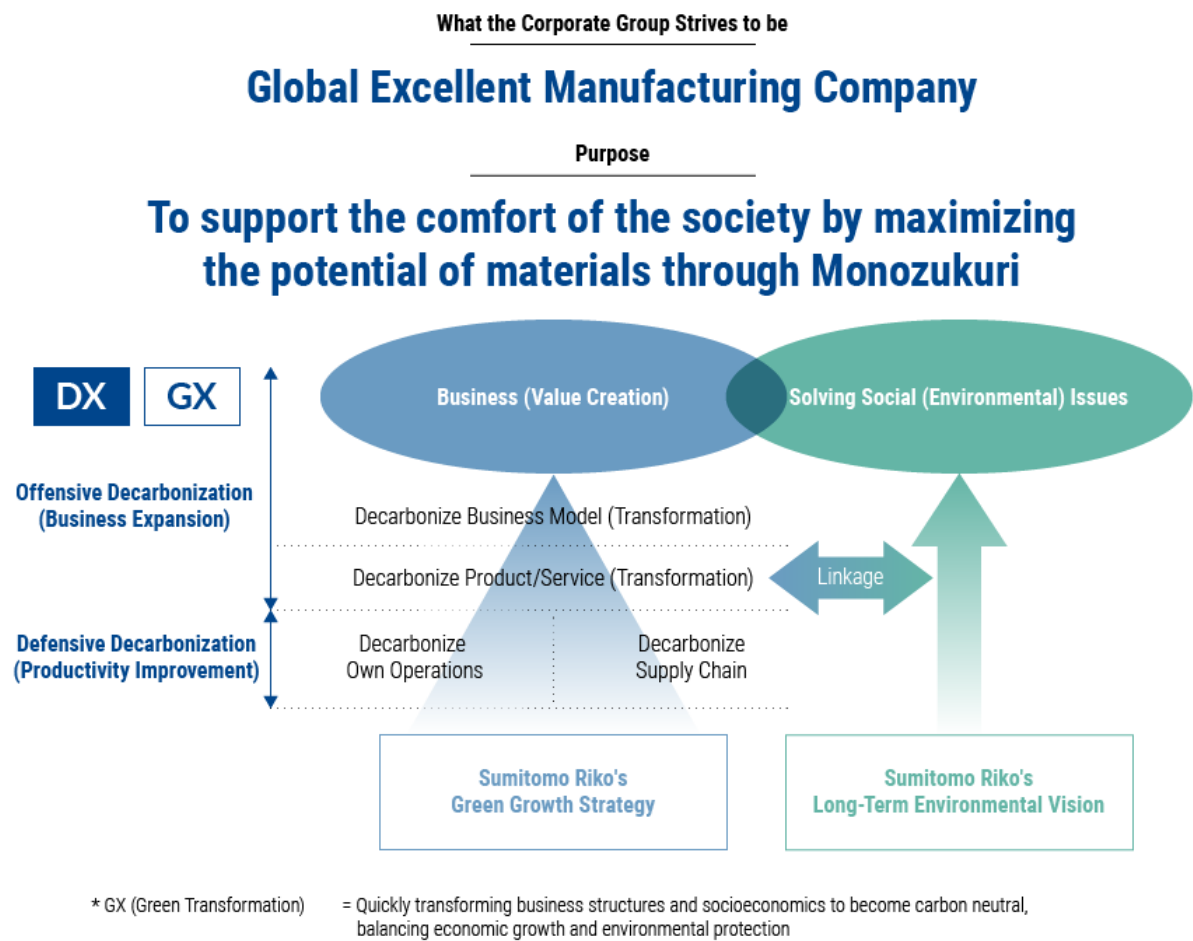 What the Corporate Group Strives to be
Global Excellent Manufacturing Company
Purpose
To support the comfort of the society by maximizing
the potential of materials through Monozukuri
DX
GX
Business (Value Creation)
Solving Social (Environmental) Issues
Offensive Decarbonization
(Business Expansion)
Decarbonize Business Model (Transformation)
Decarbonize Product/Service (Transformation)
Linkage
Defensive Decarbonization
(Productivity Improvement)
Decarbonize
Own Operations
Decarbonize
Supply Chain
Sumitomo Riko's
Green Growth Strategy
Sumitomo Riko's
Long-Term Environmental Vision
* GX (Green Transformation) = Quickly transforming business structures and socioeconomics to become carbon neutral,
balancing economic growth and environmental protection